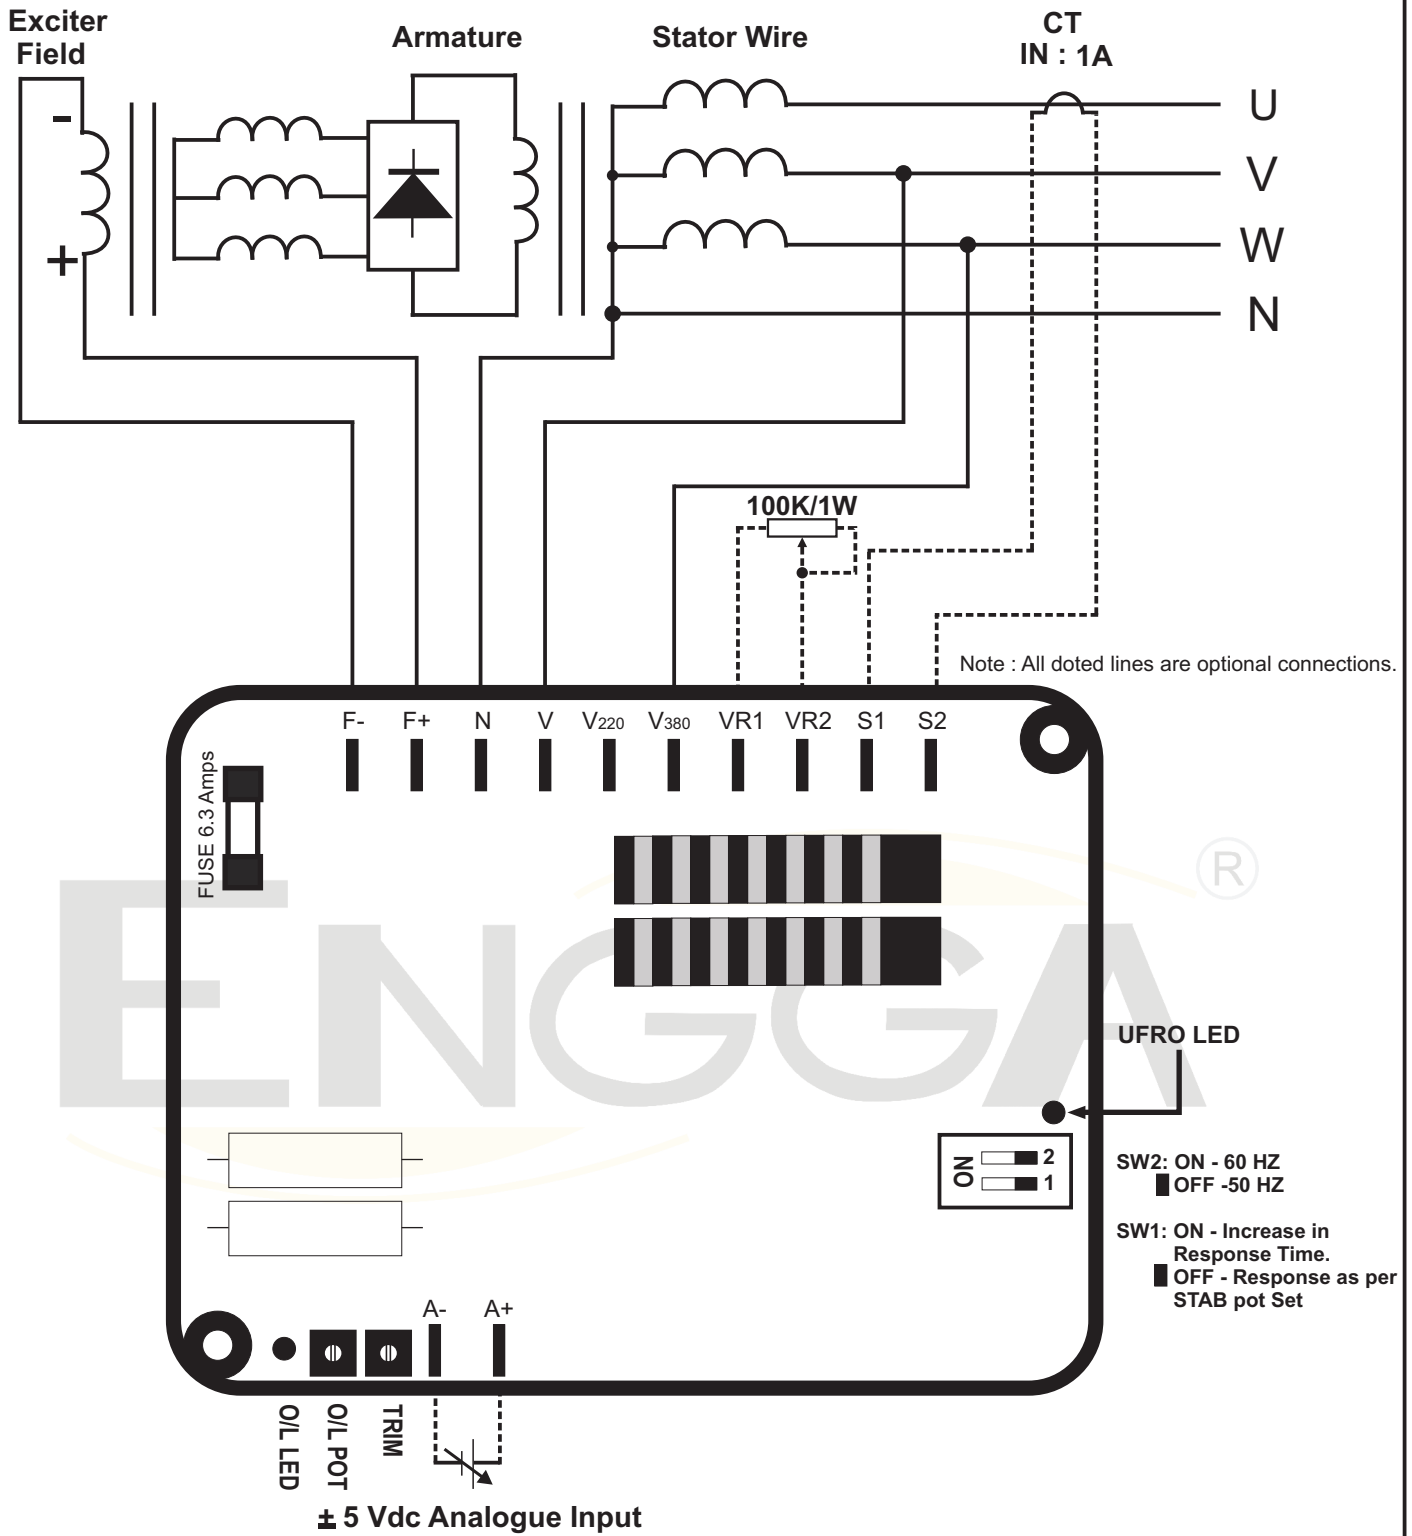 Exciter
Field
Armature
Stator Wire
CT
IN : 1A
-
+
U
V
W
N
100K/1W
Note : All doted lines are optional connections.
F-
F+
N
V
V220
V380
VR1
VR2
S1
S2
FUSE 6.3 Amps
ENGGA
®
UFRO LED
ON
2
1
SW2: ON - 60 HZ
OFF -50 HZ
SW1: ON - Increase in
Response Time.
OFF - Response as per
STAB pot Set
A-
A+
O/L LED
O/L POT
TRIM
± 5 Vdc Analogue Input